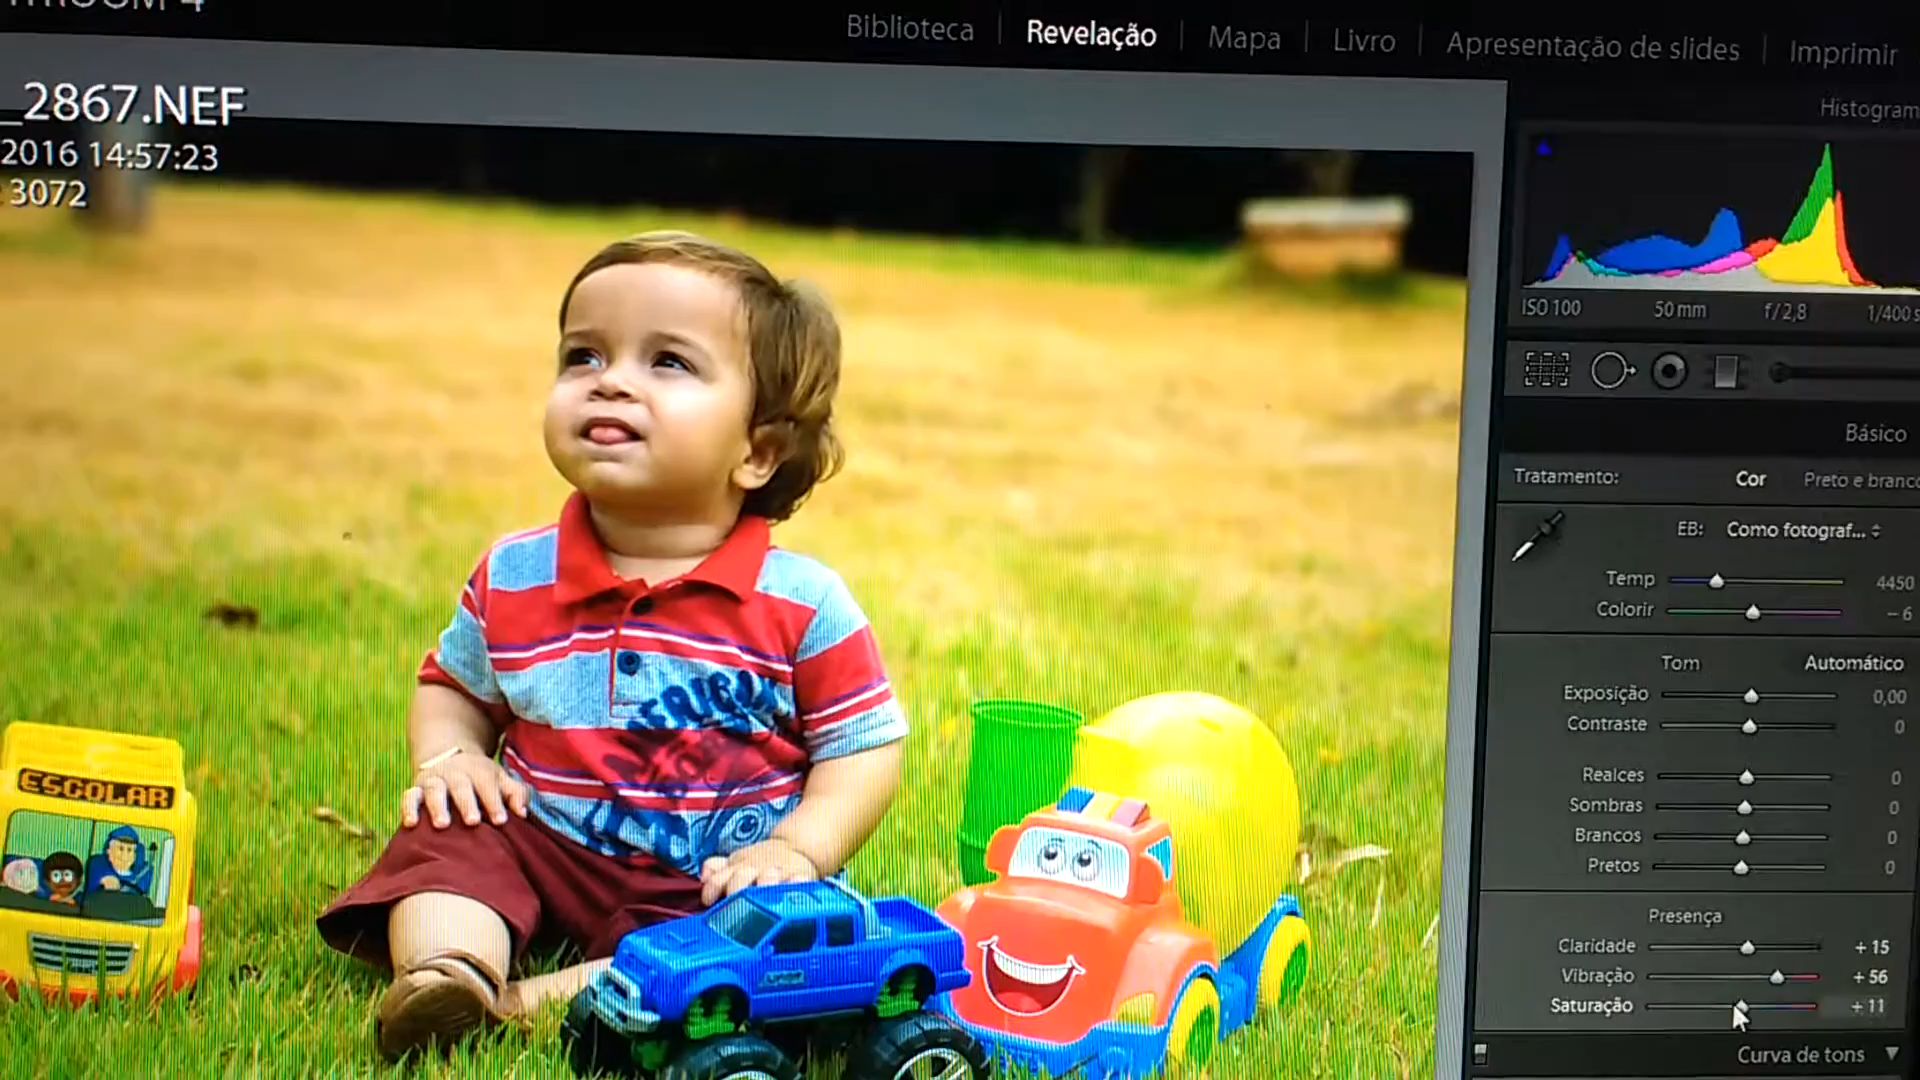 Biblioteca | Revelação | Mapa | Livro | Apresentação de slides | Imprimir
_2867.NEF
2016 14:57:23
3072
Histogram
ISO 100 50 mm f/2,8 1/400 s
Básico
Tratamento: Cor Preto e branco
EB: Como fotograf...
Temp 4450
Colorir – 6
Tom Automático
Exposição 0,00
Contraste 0
Realces 0
Sombras 0
Brancos 0
Pretos 0
Presença
Claridade + 15
Vibração + 56
Saturação + 11
Curva de tons
ESCOLAR